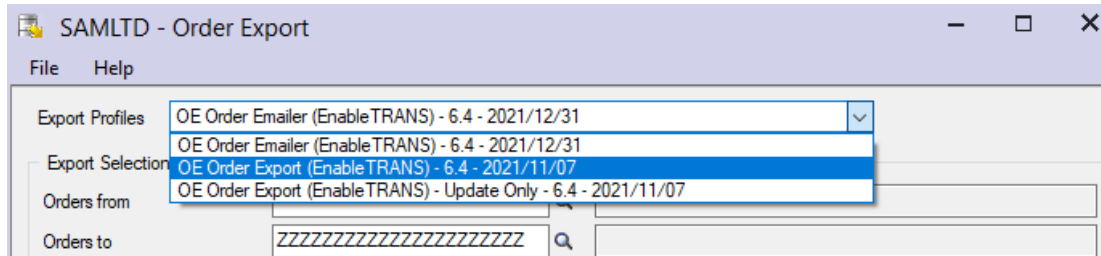 SAMLTD - Order Export
File Help
Export Profiles OE Order Emailer (EnableTRANS) - 6.4 - 2021/12/31
OE Order Emailer (EnableTRANS) - 6.4 - 2021/12/31
Export Selection OE Order Export (EnableTRANS) - 6.4 - 2021/11/07
OE Order Export (EnableTRANS) - Update Only - 6.4 - 2021/11/07
Orders from
Orders to ZZZZZZZZZZZZZZZZZZZZZZ